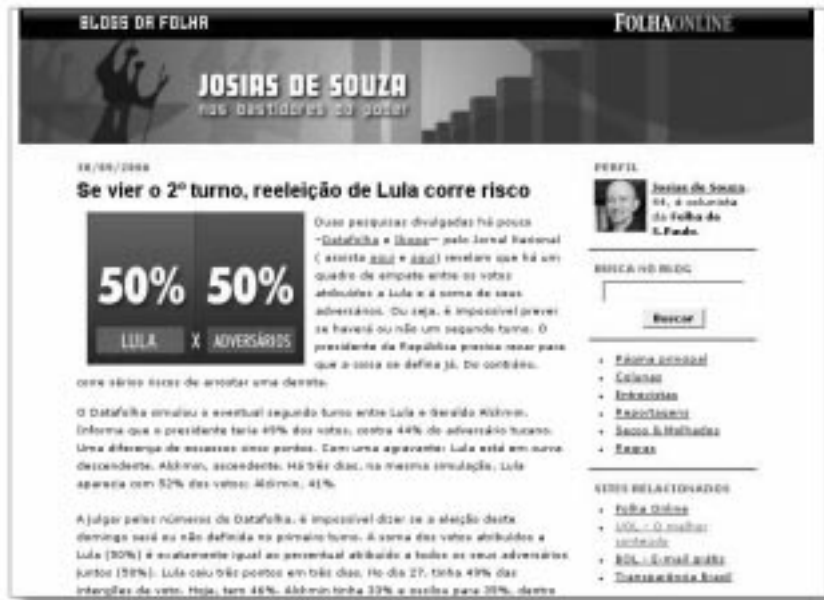 BLOGS DA FOLHA
FOLHAONLINE
JOSIAS DE SOUZA
nos bastidores do poder
30/09/2006
Se vier o 2º turno, reeleição de Lula corre risco
50% 50%
LULA X ADVERSÁRIOS
Duas pesquisas divulgadas há pouco
–Datafolha e Ibope— pelo Jornal Nacional
( assista aqui e aqui) revelam que há um
quadro de empate entre os votos
atribuídos a Lula e à soma de seus
adversários. Ou seja, é impossível prever
se haverá ou não um segundo turno. O
presidente da República precisa rezar para
que a coisa se defina já. Do contrário,
corre sérios riscos de arrostar uma derrota.
O Datafolha simulou o eventual segundo turno entre Lula e Geraldo Alckmin.
Informa que o presidente teria 49% dos votos, contra 44% do adversário tucano.
Uma diferença de escassos cinco pontos. Com uma agravante: Lula está em curva
descendente. Alckmin, ascendente. Há três dias, na mesma simulação, Lula
aparecia com 52% dos votos; Alckmin, 41%.
A julgar pelos números do Datafolha, é impossível dizer se a eleição deste
domingo será ou não definida no primeiro turno. A soma dos votos atribuídos a
Lula (50%) é exatamente igual ao percentual atribuído a todos os seus adversários
juntos (50%). Lula caiu três pontos em três dias. No dia 27, tinha 49% das
intenções de voto. Hoje, tem 46%. Alckmin tinha 33% e oscilou para 35%, dentro
PERFIL
Josias de Souza,
44, é colunista
da Folha de
S.Paulo.
BUSCA NO BLOG
Buscar
Página principal
Colunas
Entrevistas
Reportagens
Secos & Molhados
Regras
SITES RELACIONADOS
Folha Online
UOL - O melhor
conteúdo
BOL - E-mail grátis
Transparência Brasil